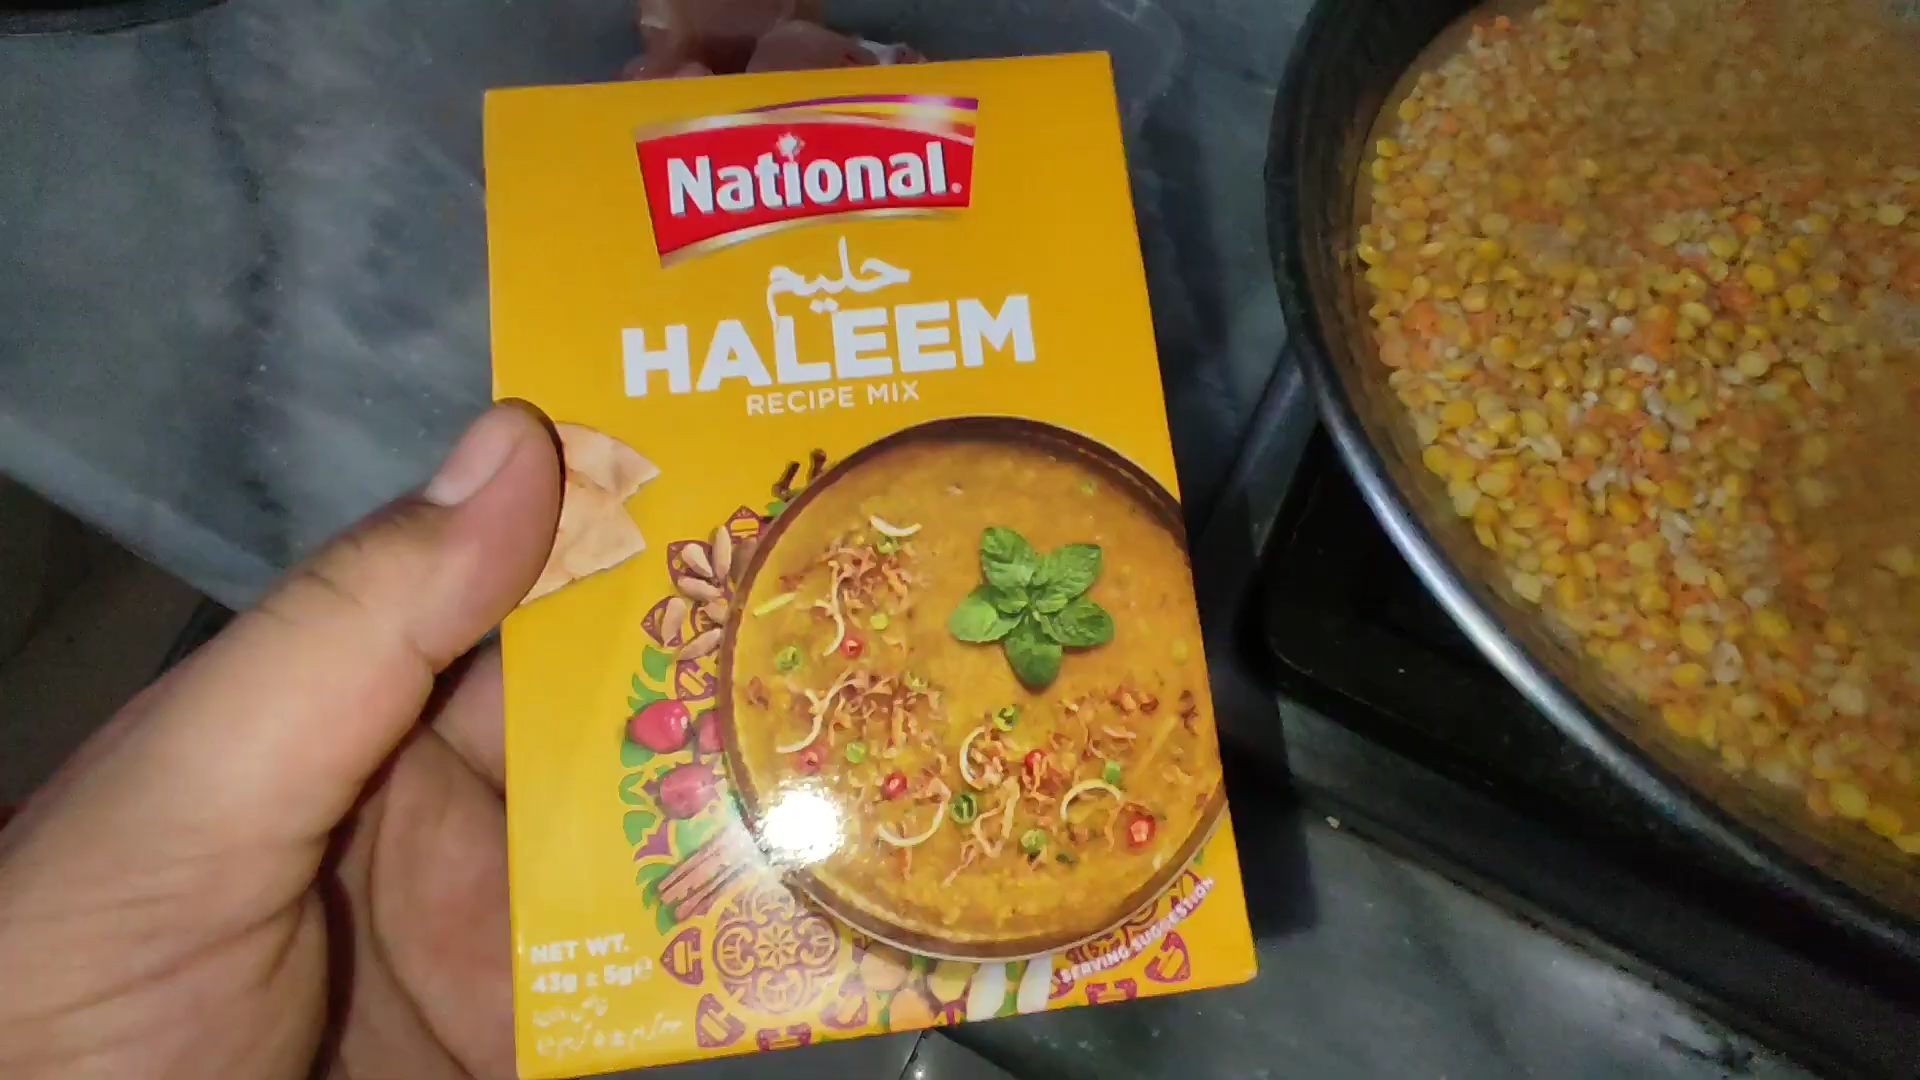 National.
حلیم
HALEEM
RECIPE MIX
NET WT.
43g ± 5g e
SERVING SUGGESTION